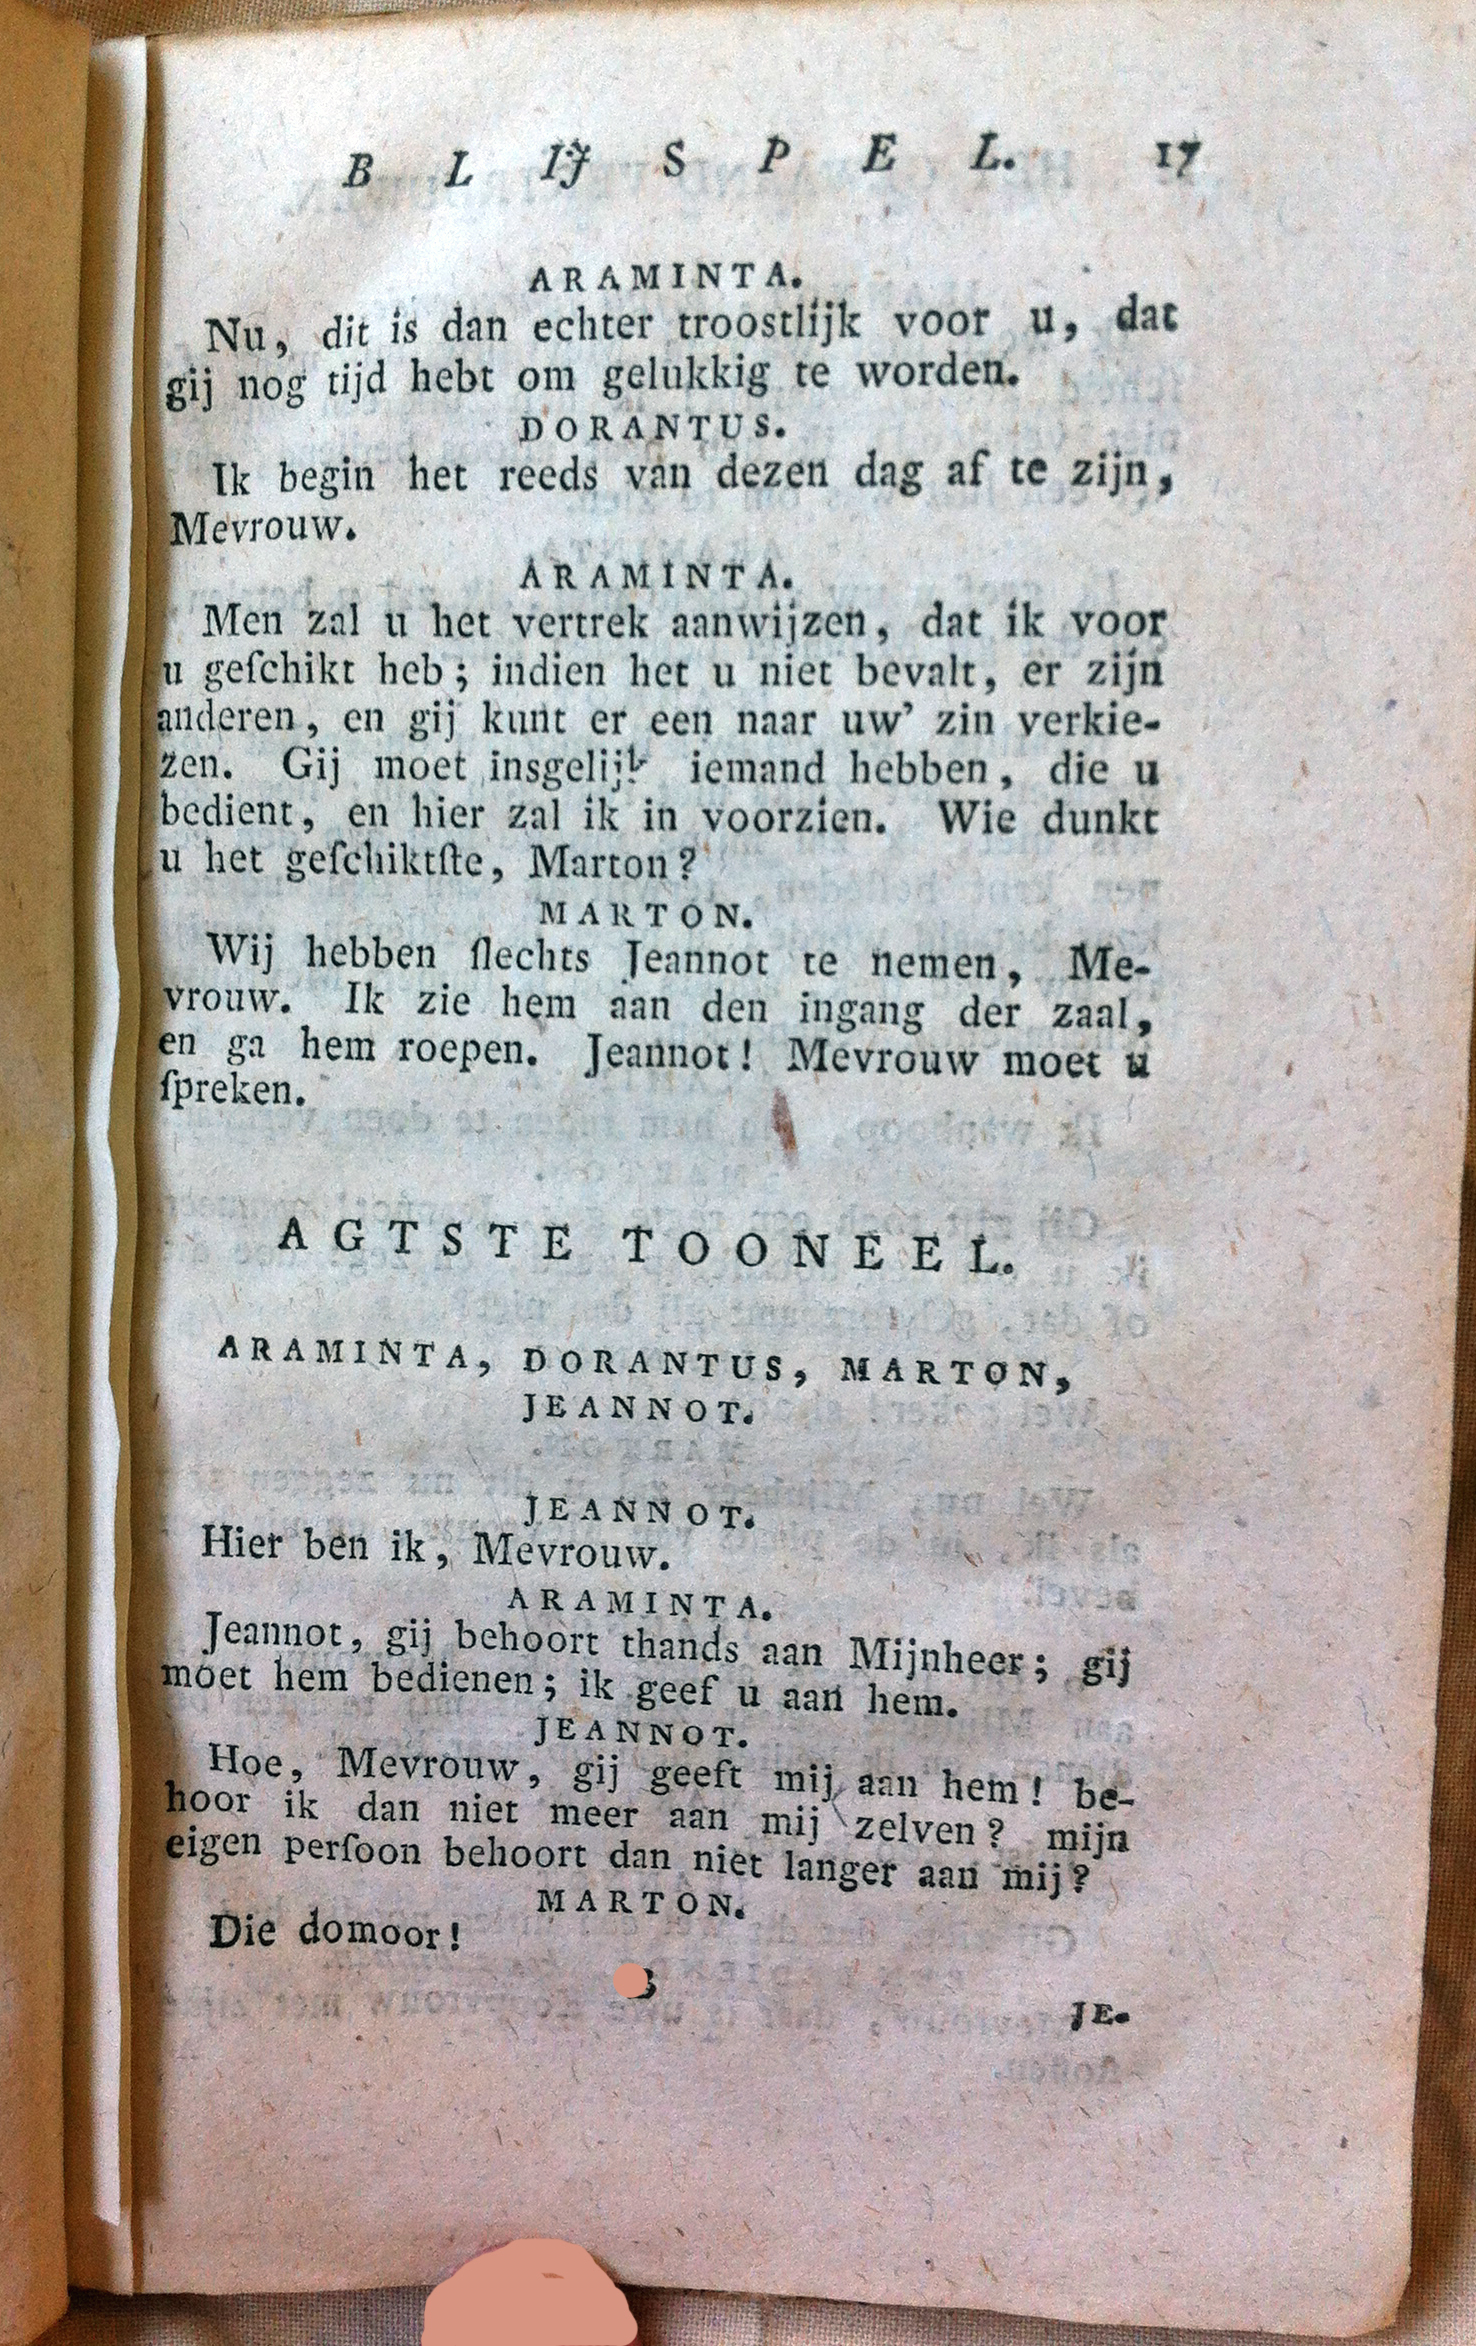 BLIJSPEL. 17
ARAMINTA.
Nu, dit is dan echter troostlijk voor u, dat
gij nog tijd hebt om gelukkig te worden.
DORANTUS.
Ik begin het reeds van dezen dag af te zijn,
Mevrouw.
ARAMINTA.
Men zal u het vertrek aanwijzen, dat ik voor
u geſchikt heb; indien het u niet bevalt, er zijn
anderen, en gij kunt er een naar uw' zin verkie-
zen. Gij moet insgelijk iemand hebben, die u
bedient, en hier zal ik in voorzien. Wie dunkt
u het geſchiktſte, Marton?
MARTON.
Wij hebben ſlechts Jeannot te nemen, Me-
vrouw. Ik zie hem aan den ingang der zaal,
en ga hem roepen. Jeannot! Mevrouw moet u
ſpreken.
AGTSTE TOONEEL.
ARAMINTA, DORANTUS, MARTON,
JEANNOT.
JEANNOT.
Hier ben ik, Mevrouw.
ARAMINTA.
Jeannot, gij behoort thands aan Mijnheer; gij
moet hem bedienen; ik geef u aan hem.
JEANNOT.
Hoe, Mevrouw, gij geeft mij aan hem! be-
hoor ik dan niet meer aan mij zelven? mijn
eigen perſoon behoort dan niet langer aan mij?
MARTON.
Die domoor!
B
JE-